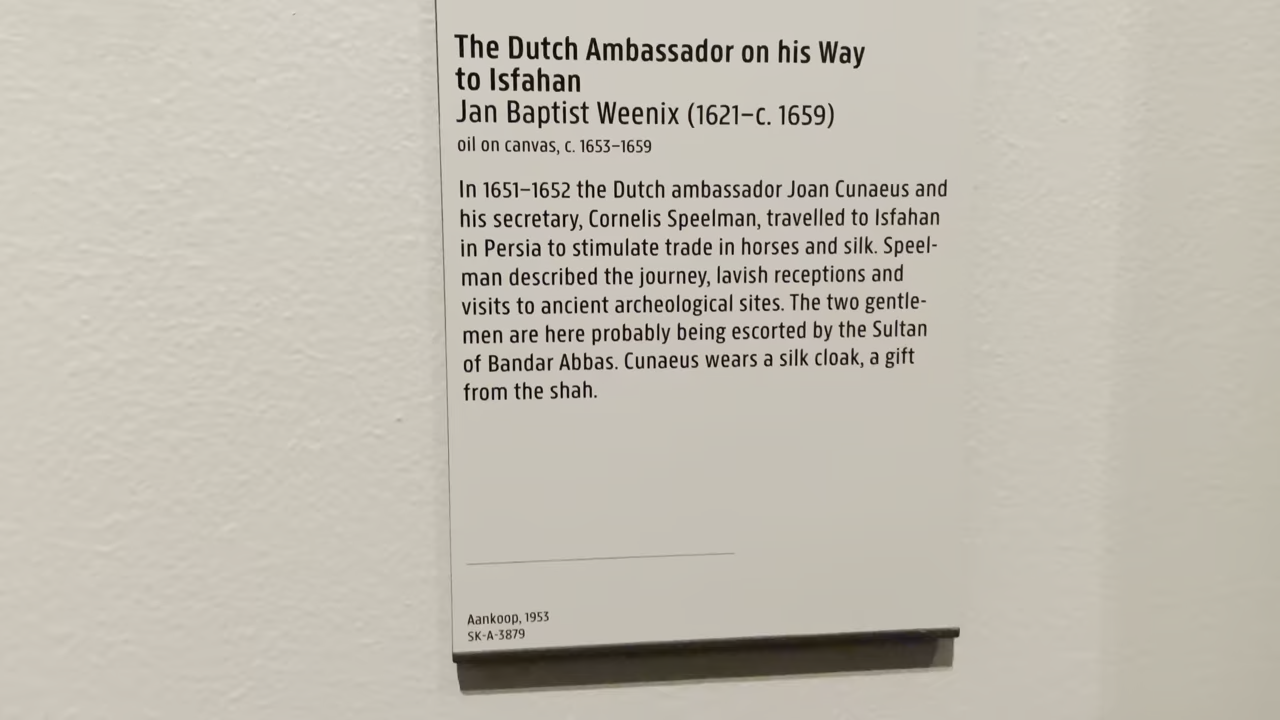 The Dutch Ambassador on his Way
to Isfahan
Jan Baptist Weenix (1621–c. 1659)
oil on canvas, c. 1653–1659
In 1651–1652 the Dutch ambassador Joan Cunaeus and
his secretary, Cornelis Speelman, travelled to Isfahan
in Persia to stimulate trade in horses and silk. Speel-
man described the journey, lavish receptions and
visits to ancient archeological sites. The two gentle-
men are here probably being escorted by the Sultan
of Bandar Abbas. Cunaeus wears a silk cloak, a gift
from the shah.
Aankoop, 1953
SK-A-3879